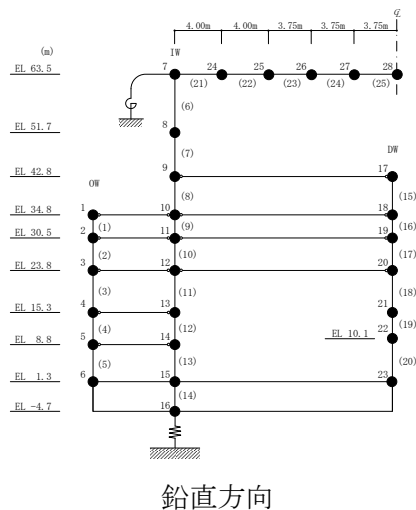 ℄
4.00m 4.00m 3.75m 3.75m 3.75m
(m) IW
EL 63.5 7 24 25 26 27 28
(21) (22) (23) (24) (25)
(6)
EL 51.7 8
(7) DW
EL 42.8 9 17
OW (8) (15)
EL 34.8 1 10 18
(1) (9) (16)
EL 30.5 2 11 19
(2) (10) (17)
EL 23.8 3 12 20
(3) (11) (18)
EL 15.3 4 13 21
(4) (12) (19)
EL 10.1 22
EL 8.8 5 14
(5) (13) (20)
EL 1.3 6 15 23
(14)
EL -4.7 16
鉛直方向